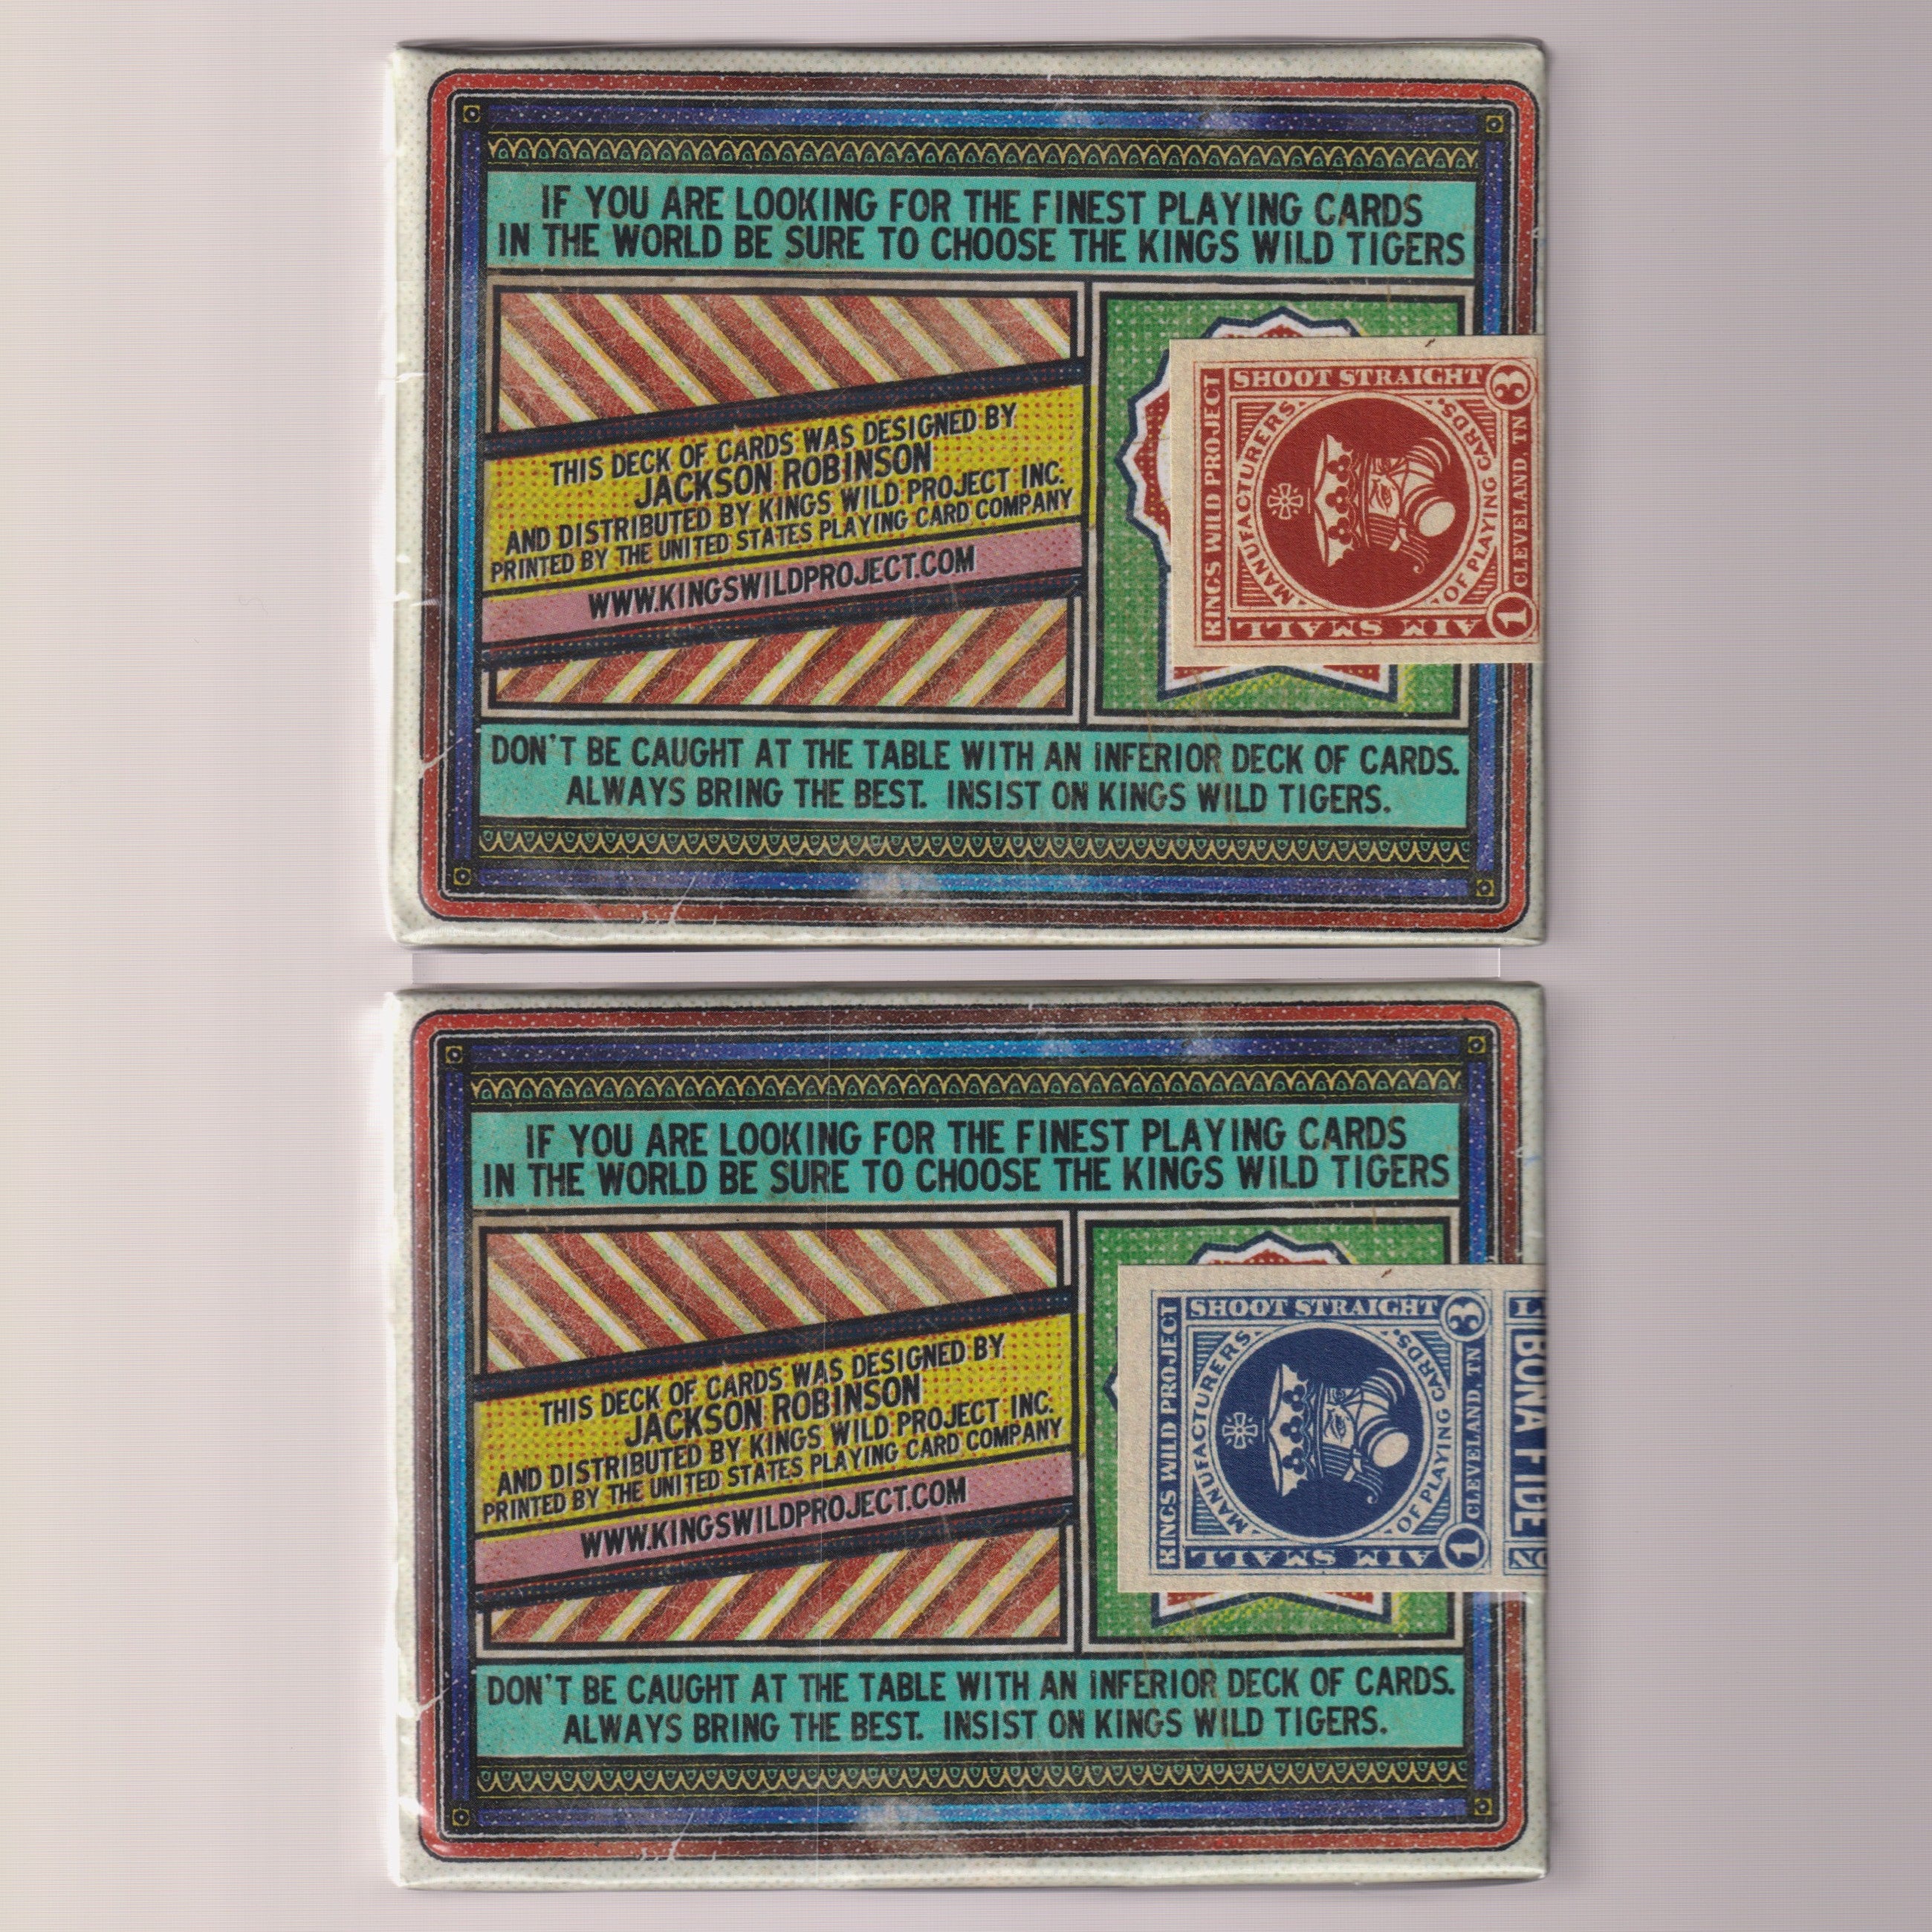 IF YOU ARE LOOKING FOR THE FINEST PLAYING CARDS
IN THE WORLD BE SURE TO CHOOSE THE KINGS WILD TIGERS
THIS DECK OF CARDS WAS DESIGNED BY
JACKSON ROBINSON
AND DISTRIBUTED BY KINGS WILD PROJECT INC.
PRINTED BY THE UNITED STATES PLAYING CARD COMPANY
WWW.KINGSWILDPROJECT.COM
SHOOT STRAIGHT
3
KINGS WILD PROJECT
MANUFACTURERS
OF PLAYING CARDS.
CLEVELAND, TN
1
AIM SMALL
DON'T BE CAUGHT AT THE TABLE WITH AN INFERIOR DECK OF CARDS.
ALWAYS BRING THE BEST. INSIST ON KINGS WILD TIGERS.
IF YOU ARE LOOKING FOR THE FINEST PLAYING CARDS
IN THE WORLD BE SURE TO CHOOSE THE KINGS WILD TIGERS
THIS DECK OF CARDS WAS DESIGNED BY
JACKSON ROBINSON
AND DISTRIBUTED BY KINGS WILD PROJECT INC.
PRINTED BY THE UNITED STATES PLAYING CARD COMPANY
WWW.KINGSWILDPROJECT.COM
SHOOT STRAIGHT
3
KINGS WILD PROJECT
MANUFACTURERS
OF PLAYING CARDS.
CLEVELAND, TN
1
AIM SMALL
BONA FIDE
DON'T BE CAUGHT AT THE TABLE WITH AN INFERIOR DECK OF CARDS.
ALWAYS BRING THE BEST. INSIST ON KINGS WILD TIGERS.